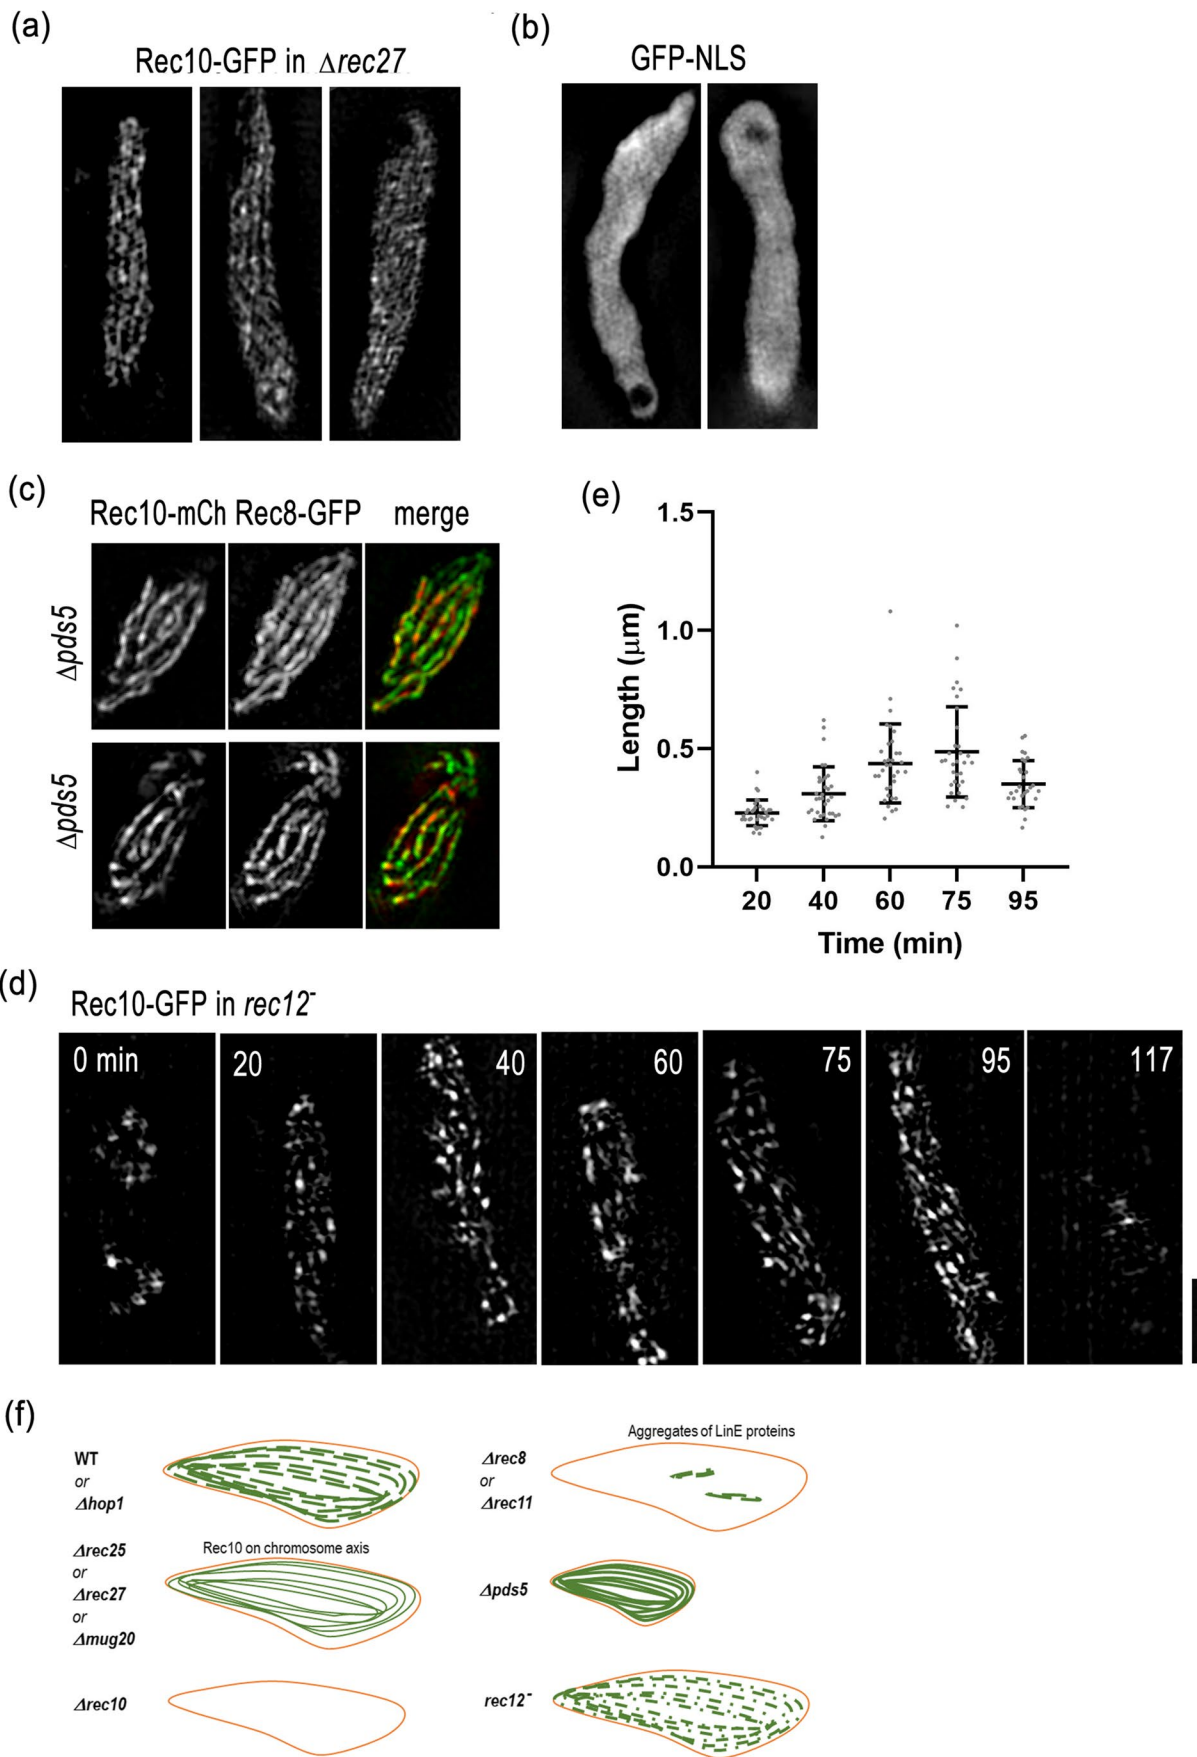 (a)
Rec10-GFP in Δrec27
(b)
GFP-NLS
(c)
Rec10-mCh Rec8-GFP merge
Δpds5
Δpds5
(e)
Length (μm)
1.5
1.0
0.5
0.0
20 40 60 75 95
Time (min)
(d)
Rec10-GFP in rec12-
0 min 20 40 60 75 95 117
(f)
WT
or
Δhop1
Aggregates of LinE proteins
Δrec8
or
Δrec11
Δrec25
or
Δrec27
or
Δmug20
Rec10 on chromosome axis
Δpds5
Δrec10
rec12-